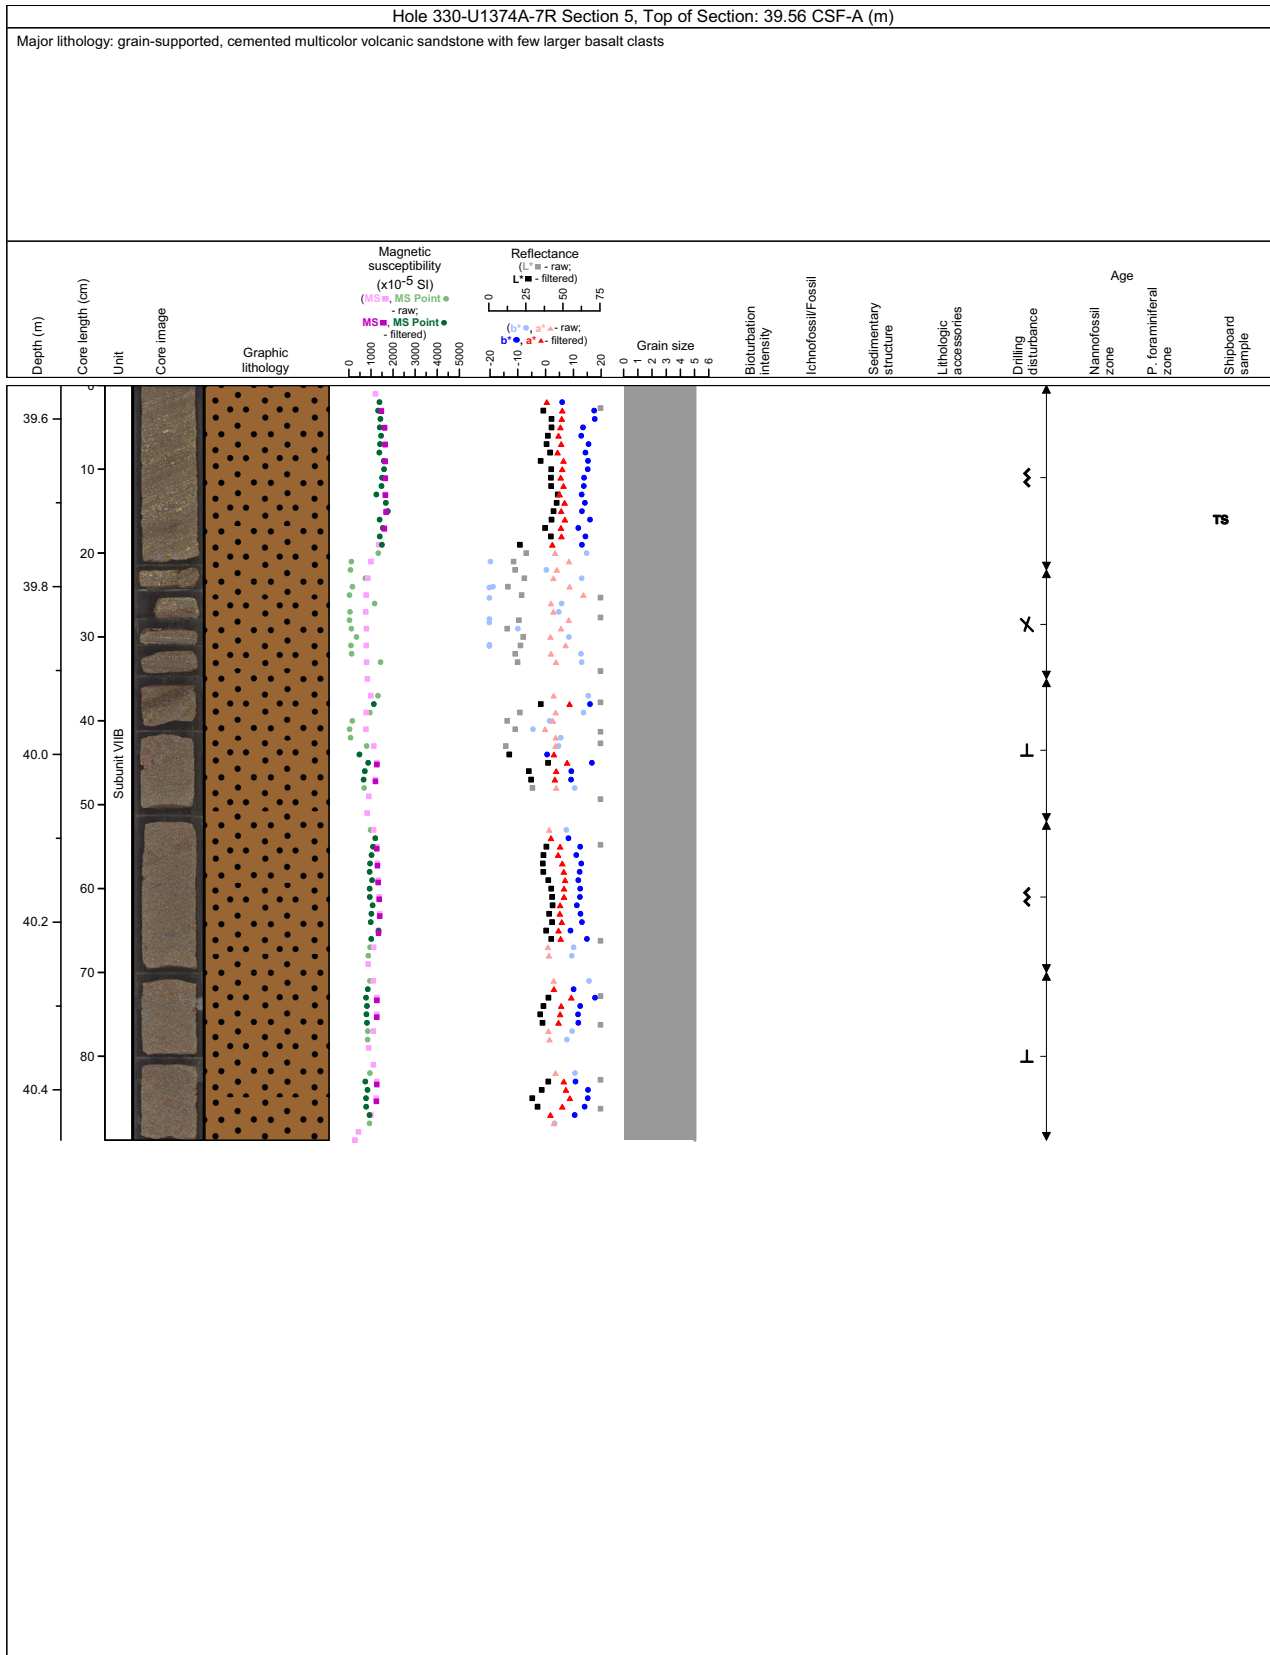 Hole 330-U1374A-7R Section 5, Top of Section: 39.56 CSF-A (m)
Major lithology: grain-supported, cemented multicolor volcanic sandstone with few larger basalt clasts
Depth (m)
Core length (cm)
Unit
Core image
Graphic
lithology
Magnetic
susceptibility
(x10-5 SI)
(MS■, MS Point●
- raw;
MS■, MS Point●
- filtered)
0 1000 2000 3000 4000 5000
Reflectance
(L*■ - raw;
L*■ - filtered)
0 25 50 75
(b*●, a*▲- raw;
b*●, a*▲- filtered)
-20 -10 0 10 20
Grain size
0 1 2 3 4 5 6
Bioturbation
intensity
Ichnofossil/Fossil
Sedimentary
structure
Lithologic
accessories
Drilling
disturbance
Age
Nannofossil
zone
P. foraminiferal
zone
Shipboard
sample
0
39.6
10
TS
20
39.8
30
40
40.0
Subunit VIIB
50
60
40.2
70
80
40.4